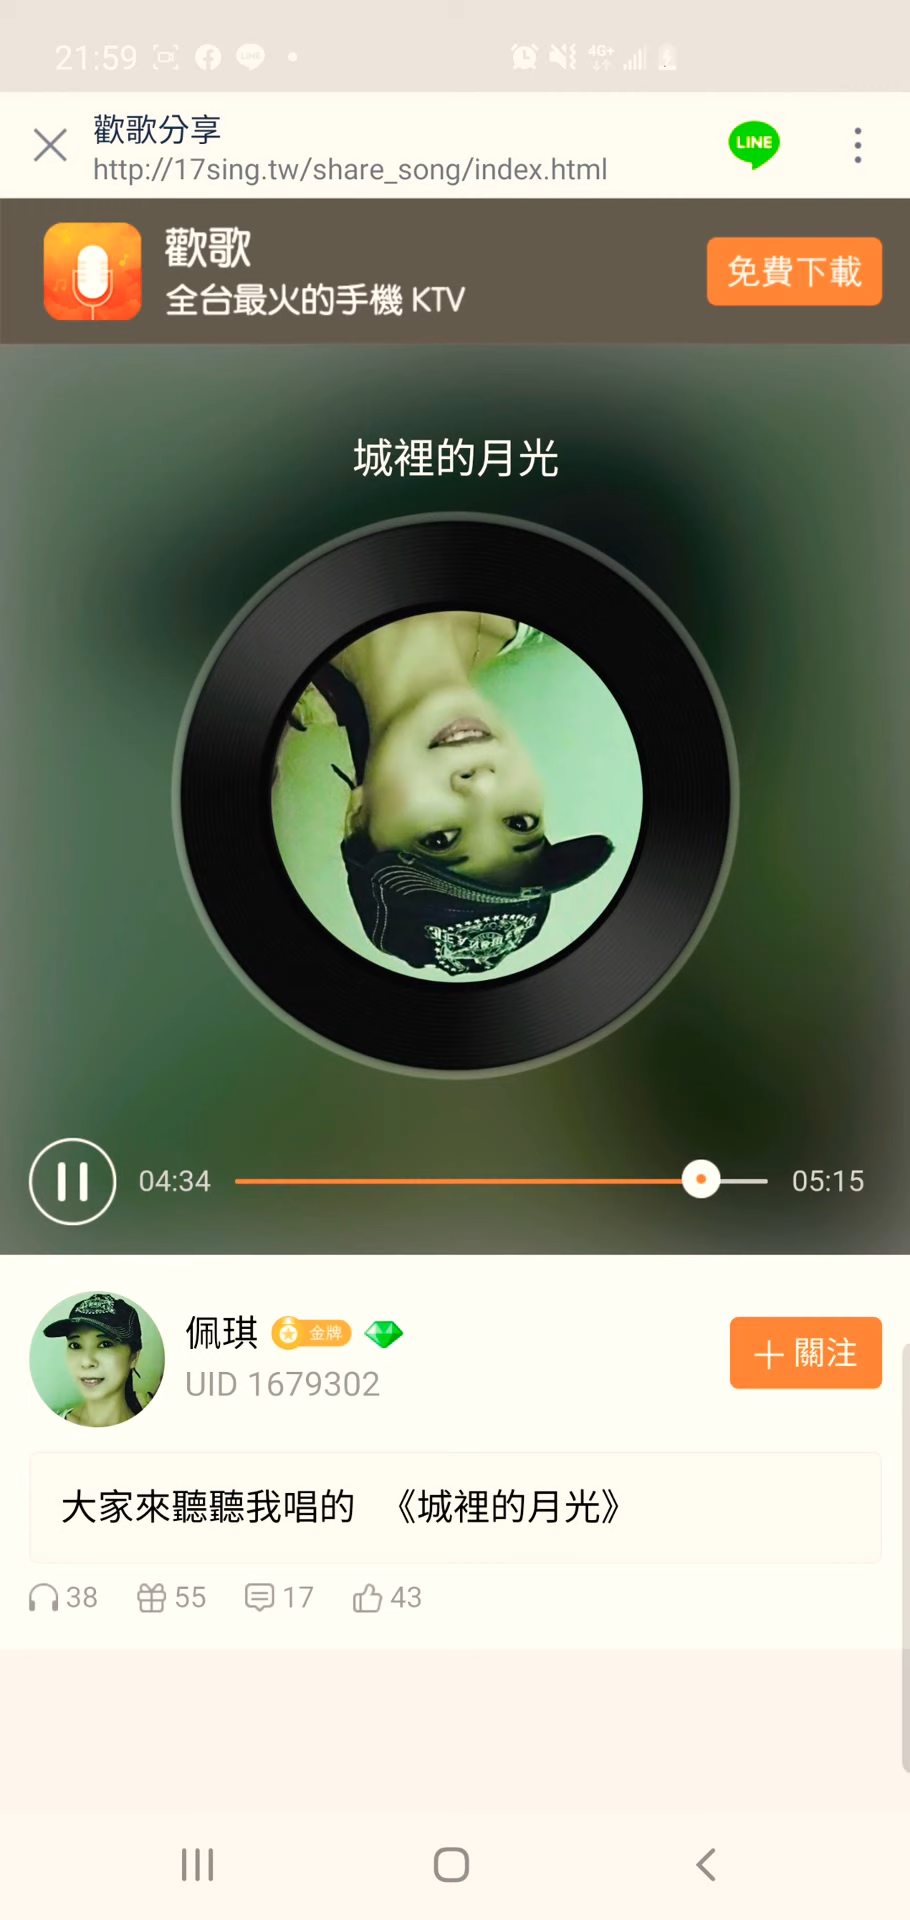 21:59
4G+
歡歌分享
http://17sing.tw/share_song/index.html
LINE
歡歌
全台最火的手機 KTV
免費下載
城裡的月光
04:34
05:15
佩琪
金牌
UID 1679302
＋關注
大家來聽聽我唱的 《城裡的月光》
38
55
17
43